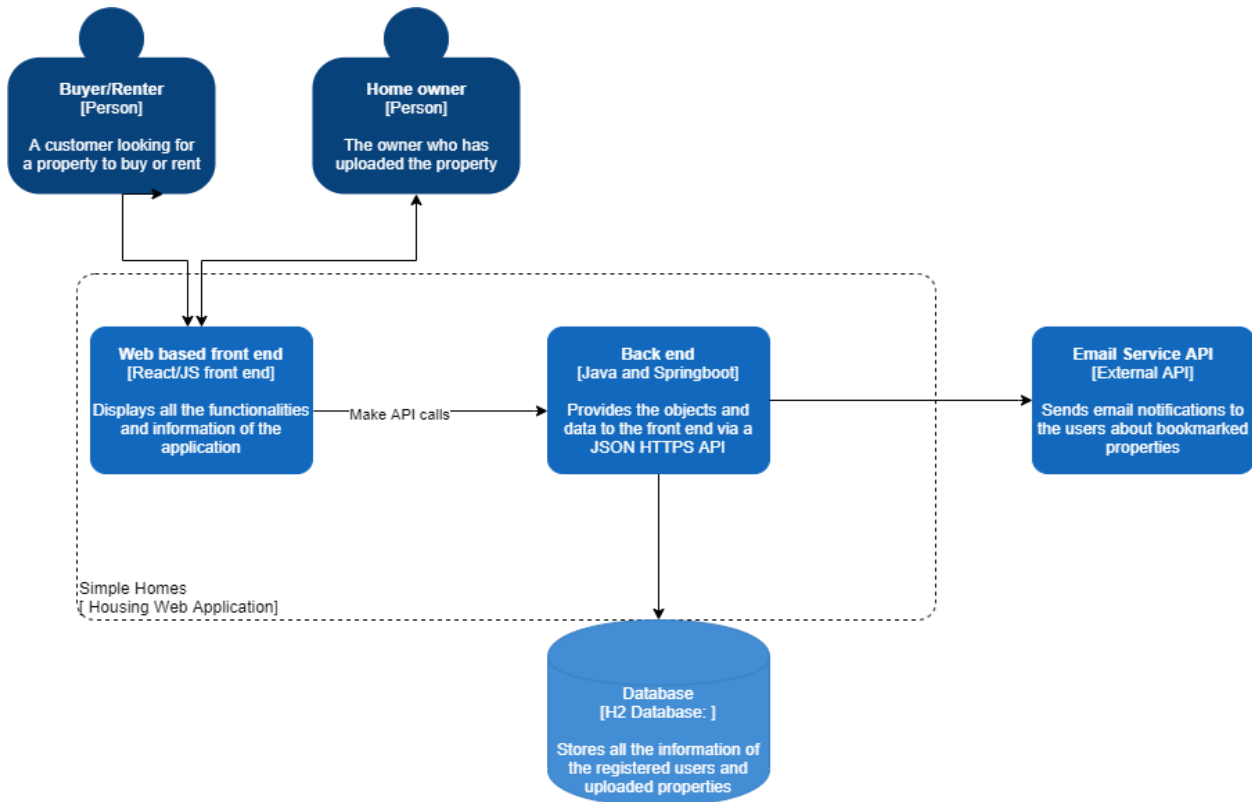 Buyer/Renter
[Person]
A customer looking for
a property to buy or rent
Home owner
[Person]
The owner who has
uploaded the property
Web based front end
[React/JS front end]
Displays all the functionalities
and information of the
application
Make API calls
Back end
[Java and Springboot]
Provides the objects and
data to the front end via a
JSON HTTPS API
Email Service API
[External API]
Sends email notifications to
the users about bookmarked
properties
Simple Homes
[ Housing Web Application]
Database
[H2 Database: ]
Stores all the information of
the registered users and
uploaded properties